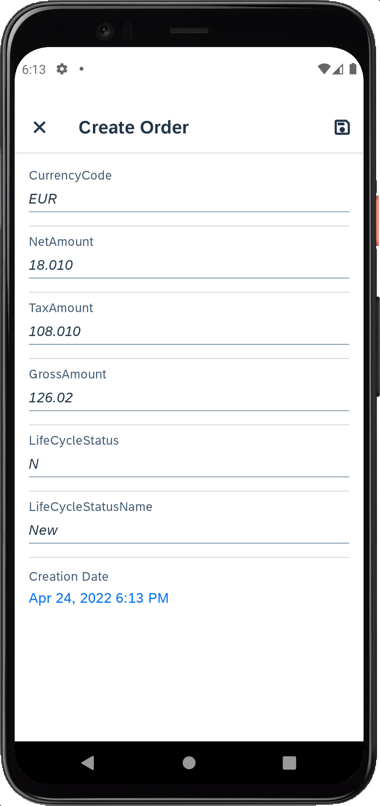 6:13
Create Order
CurrencyCode
EUR
NetAmount
18.010
TaxAmount
108.010
GrossAmount
126.02
LifeCycleStatus
N
LifeCycleStatusName
New
Creation Date
Apr 24, 2022 6:13 PM